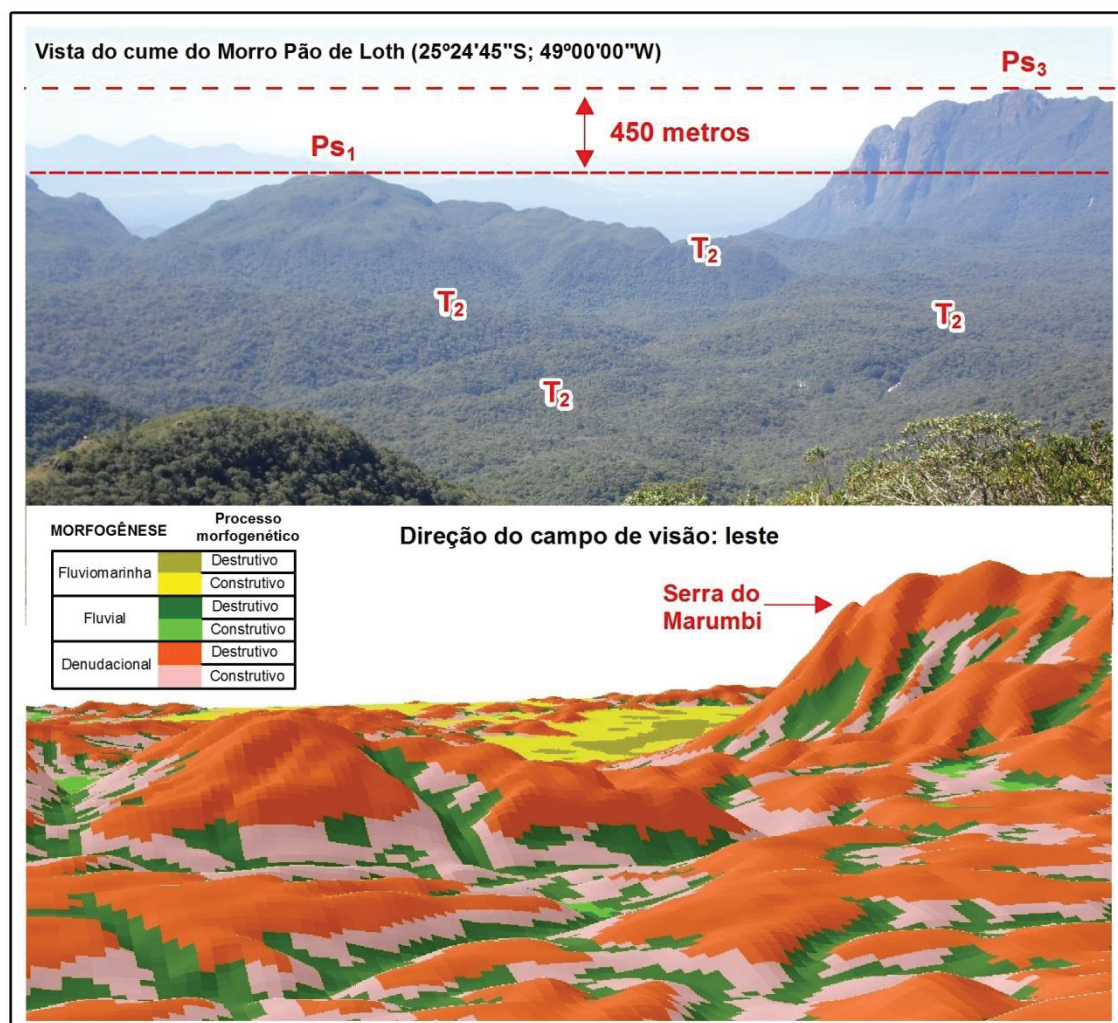 Vista do cume do Morro Pão de Loth (25º24'45"S; 49º00'00"W)
Ps₃
450 metros
Ps₁
T₂
T₂
T₂
T₂
MORFOGÊNESE
Processo
morfogenético
Fluviomarinha
Destrutivo
Construtivo
Fluvial
Destrutivo
Construtivo
Denudacional
Destrutivo
Construtivo
Direção do campo de visão: leste
Serra do
Marumbi